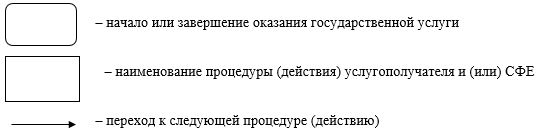 – начало или завершение оказания государственной услуги
– наименование процедуры (действия) услугополучателя и (или) СФЕ
– переход к следующей процедуре (действию)